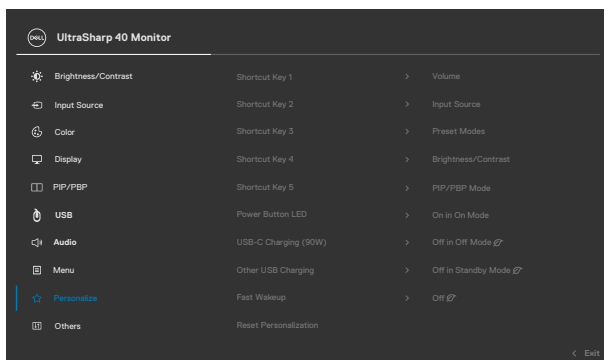 DELL UltraSharp 40 Monitor
Brightness/Contrast Shortcut Key 1 > Volume
Input Source Shortcut Key 2 > Input Source
Color Shortcut Key 3 > Preset Modes
Display Shortcut Key 4 > Brightness/Contrast
PIP/PBP Shortcut Key 5 > PIP/PBP Mode
USB Power Button LED > On in On Mode
Audio USB-C Charging (90W) > Off in Off Mode
Menu Other USB Charging > Off in Standby Mode
Personalize Fast Wakeup > Off
Others Reset Personalization
< Exit